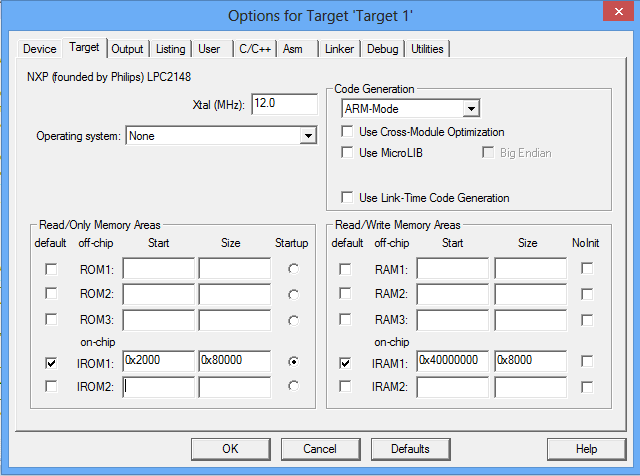 Options for Target 'Target 1'
Device Target Output Listing User C/C++ Asm Linker Debug Utilities
NXP (founded by Philips) LPC2148
Xtal (MHz): 12.0
Operating system: None
Code Generation
ARM-Mode
Use Cross-Module Optimization
Use MicroLIB Big Endian
Use Link-Time Code Generation
Read/Only Memory Areas
default off-chip Start Size Startup
ROM1:
ROM2:
ROM3:
on-chip
IROM1: 0x2000 0x80000
IROM2:
Read/Write Memory Areas
default off-chip Start Size NoInit
RAM1:
RAM2:
RAM3:
on-chip
IRAM1: 0x40000000 0x8000
IRAM2:
OK Cancel Defaults Help